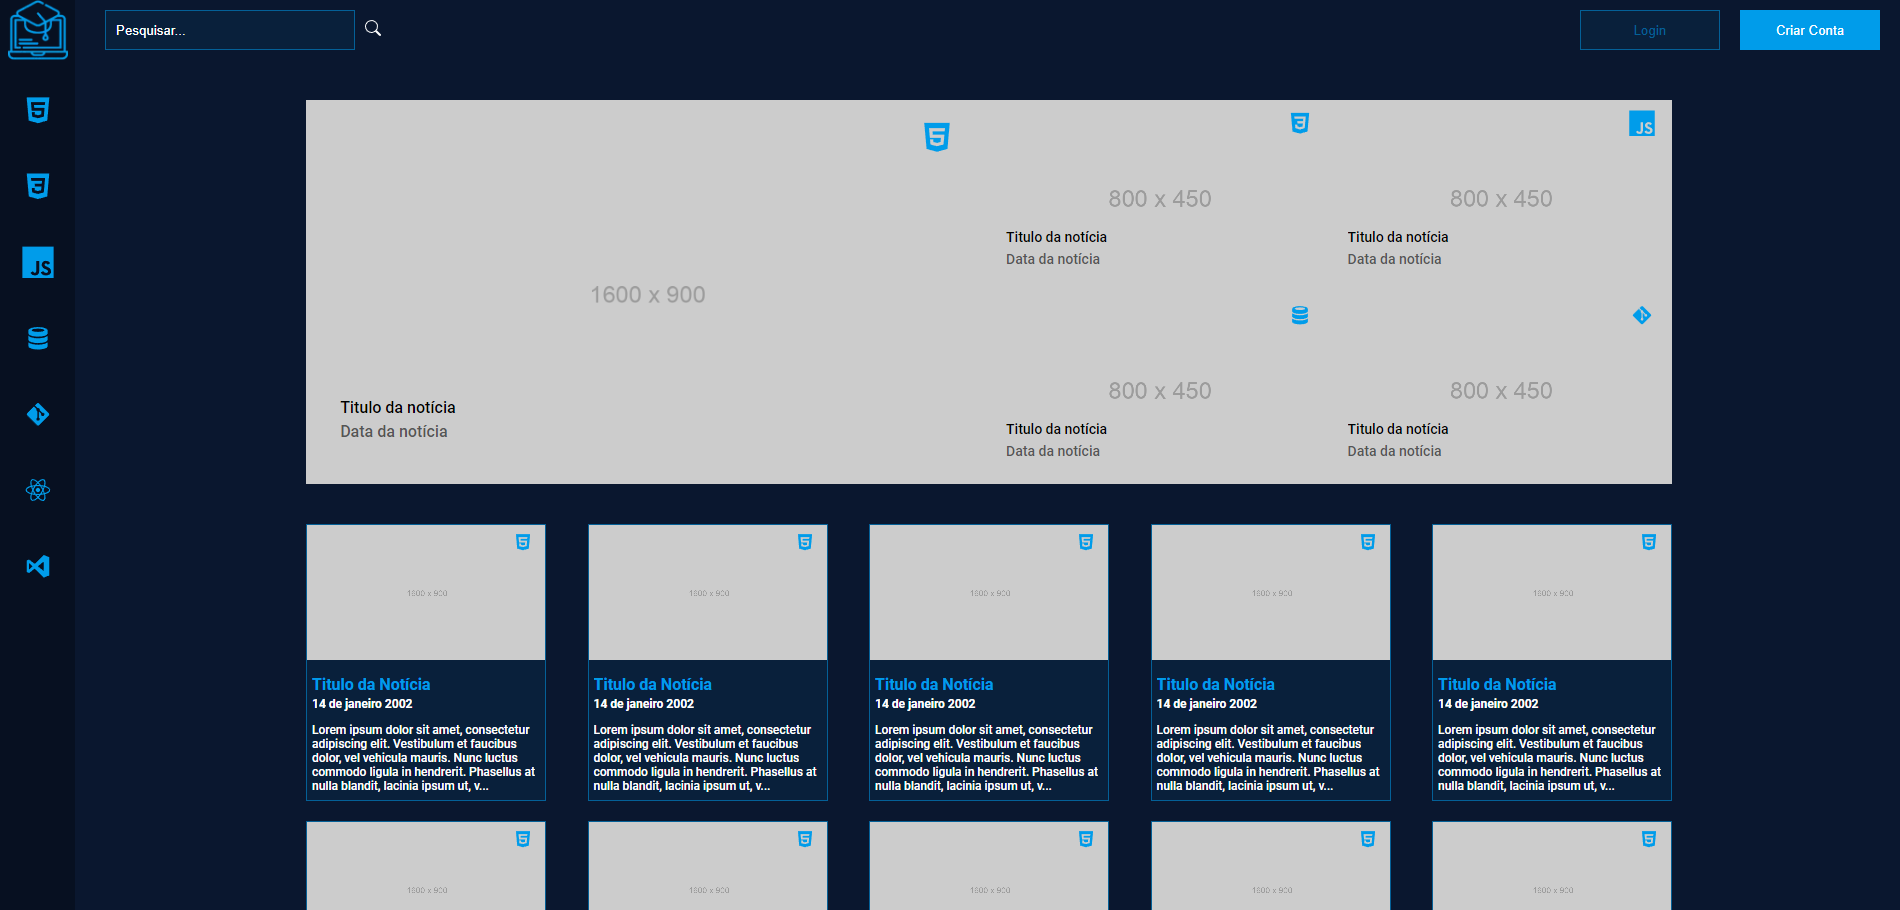 Pesquisar...
Login
Criar Conta
JS
1600 x 900
Titulo da notícia
Data da notícia
800 x 450
Titulo da notícia
Data da notícia
JS
800 x 450
Titulo da notícia
Data da notícia
800 x 450
Titulo da notícia
Data da notícia
800 x 450
Titulo da notícia
Data da notícia
1600 x 900
Titulo da Notícia
14 de janeiro 2002
Lorem ipsum dolor sit amet, consectetur
adipiscing elit. Vestibulum et faucibus
dolor, vel vehicula mauris. Nunc luctus
commodo ligula in hendrerit. Phasellus at
nulla blandit, lacinia ipsum ut, v...
1600 x 900
Titulo da Notícia
14 de janeiro 2002
Lorem ipsum dolor sit amet, consectetur
adipiscing elit. Vestibulum et faucibus
dolor, vel vehicula mauris. Nunc luctus
commodo ligula in hendrerit. Phasellus at
nulla blandit, lacinia ipsum ut, v...
1600 x 900
Titulo da Notícia
14 de janeiro 2002
Lorem ipsum dolor sit amet, consectetur
adipiscing elit. Vestibulum et faucibus
dolor, vel vehicula mauris. Nunc luctus
commodo ligula in hendrerit. Phasellus at
nulla blandit, lacinia ipsum ut, v...
1600 x 900
Titulo da Notícia
14 de janeiro 2002
Lorem ipsum dolor sit amet, consectetur
adipiscing elit. Vestibulum et faucibus
dolor, vel vehicula mauris. Nunc luctus
commodo ligula in hendrerit. Phasellus at
nulla blandit, lacinia ipsum ut, v...
1600 x 900
Titulo da Notícia
14 de janeiro 2002
Lorem ipsum dolor sit amet, consectetur
adipiscing elit. Vestibulum et faucibus
dolor, vel vehicula mauris. Nunc luctus
commodo ligula in hendrerit. Phasellus at
nulla blandit, lacinia ipsum ut, v...
1600 x 900
1600 x 900
1600 x 900
1600 x 900
1600 x 900